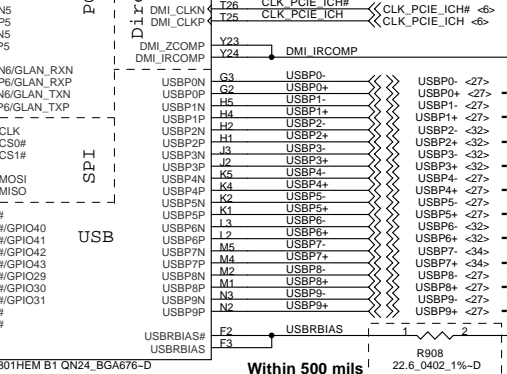 T26 CLK_PCIE_ICH# CLK_PCIE_ICH# <6>
DMI_CLKN
T25 CLK_PCIE_ICH CLK_PCIE_ICH <6>
DMI_CLKP
N5
P5
DMI_ZCOMP Y23
DMI_IRCOMP Y24 DMI_IRCOMP
N6/GLAN_RXN
P6/GLAN_RXP
N6/GLAN_TXN
P6/GLAN_TXP
CLK
CS0#
CS1#
SPI
MOSI
MISO
USBP0N G3 USBP0- USBP0- <27>
USBP0P G2 USBP0+ USBP0+ <27>
USBP1N H5 USBP1- USBP1- <27>
USBP1P H4 USBP1+ USBP1+ <27>
USBP2N H2 USBP2- USBP2- <32>
USBP2P H1 USBP2+ USBP2+ <32>
USBP3N J3 USBP3- USBP3- <32>
USBP3P J2 USBP3+ USBP3+ <32>
USBP4N K5 USBP4- USBP4- <27>
USBP4P K4 USBP4+ USBP4+ <27>
USBP5N K2 USBP5- USBP5- <27>
USBP5P K1 USBP5+ USBP5+ <27>
USBP6N L3 USBP6- USBP6- <32>
USBP6P L2 USBP6+ USBP6+ <32>
USBP7N M5 USBP7- USBP7- <34>
USBP7P M4 USBP7+ USBP7+ <34>
USBP8N M2 USBP8- USBP8- <27>
USBP8P M1 USBP8+ USBP8+ <27>
USBP9N N3 USBP9- USBP9- <27>
USBP9P N2 USBP9+ USBP9+ <27>
#
#/GPIO40
#/GPIO41
#/GPIO42
#/GPIO43
#/GPIO29
#/GPIO30
#/GPIO31
#
#
USB
USBRBIAS# F2 USBRBIAS 1 2
USBRBIAS F3
R908
22.6_0402_1%~D
801HEM B1 QN24_BGA676~D
Within 500 mils